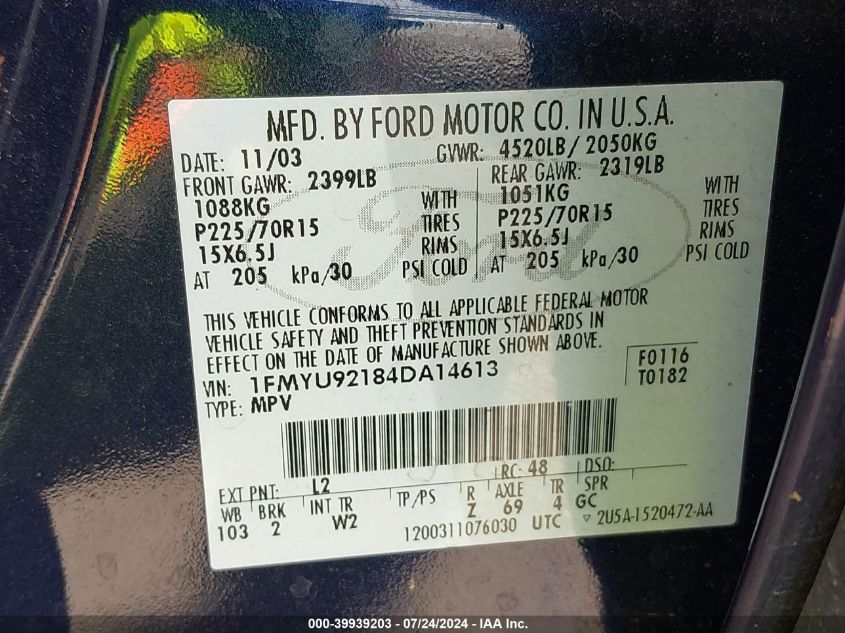 MFD. BY FORD MOTOR CO. IN U.S.A.
DATE: 11/03 GVWR: 4520LB/ 2050KG
FRONT GAWR: 2399LB REAR GAWR: 2319LB
1088KG WITH 1051KG WITH
P225/70R15 TIRES P225/70R15 TIRES
15X6.5J RIMS 15X6.5J RIMS
AT 205 kPa/30 PSI COLD AT 205 kPa/30 PSI COLD
Ford
THIS VEHICLE CONFORMS TO ALL APPLICABLE FEDERAL MOTOR
VEHICLE SAFETY AND THEFT PREVENTION STANDARDS IN
EFFECT ON THE DATE OF MANUFACTURE SHOWN ABOVE.
VIN: 1FMYU92184DA14613 F0116
TYPE: MPV T0182
EXT PNT: L2 RC: 48 DSO:
WB BRK INT TR TP/PS R AXLE TR SPR
103 2 W2 Z 69 4 GC
1200311076030 UTC 2U5A-1520472-AA
000-39939203 - 07/24/2024 - IAA Inc.